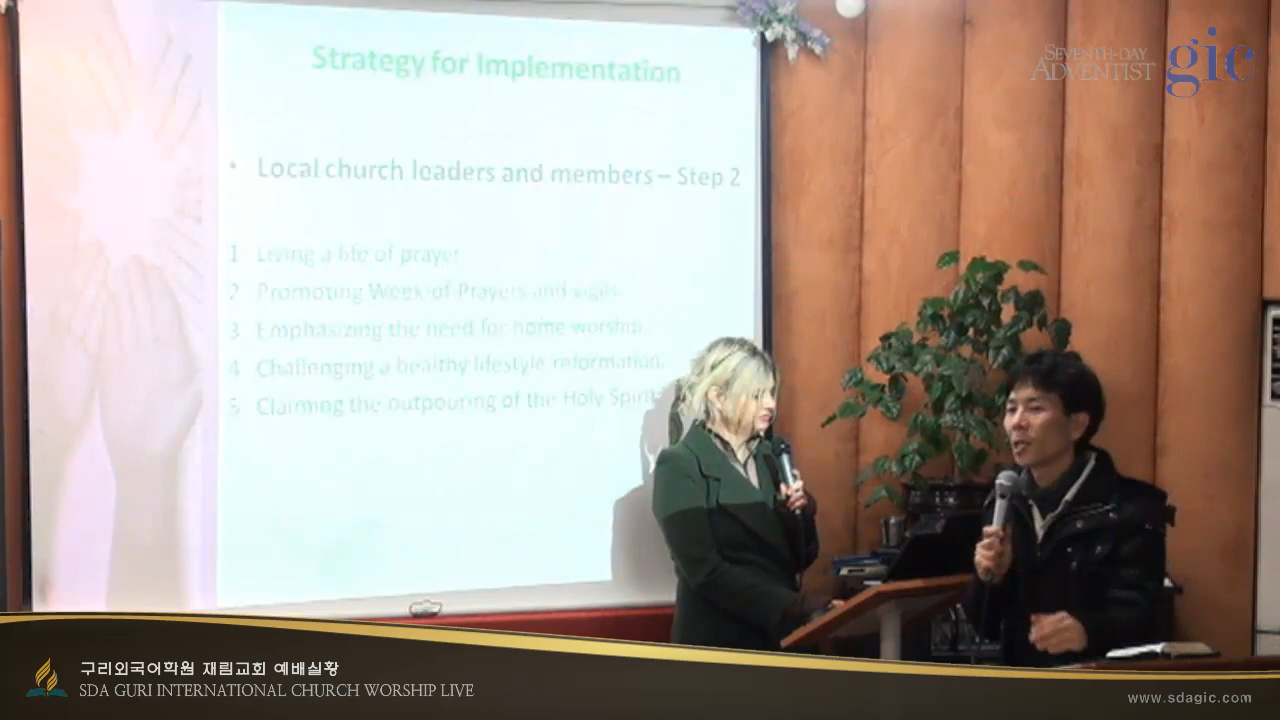 Strategy for Implementation
SEVENTH-DAY
ADVENTIST
gic
• Local church leaders and members – Step 2
1 Living a life of prayer
2 Promoting Week of Prayers and vigils.
3 Emphasizing the need for home worship.
4 Challenging a healthy lifestyle reformation.
5 Claiming the outpouring of the Holy Spirit
구리외국어학원 재림교회 예배실황
SDA GURI INTERNATIONAL CHURCH WORSHIP LIVE
www.sdagic.com